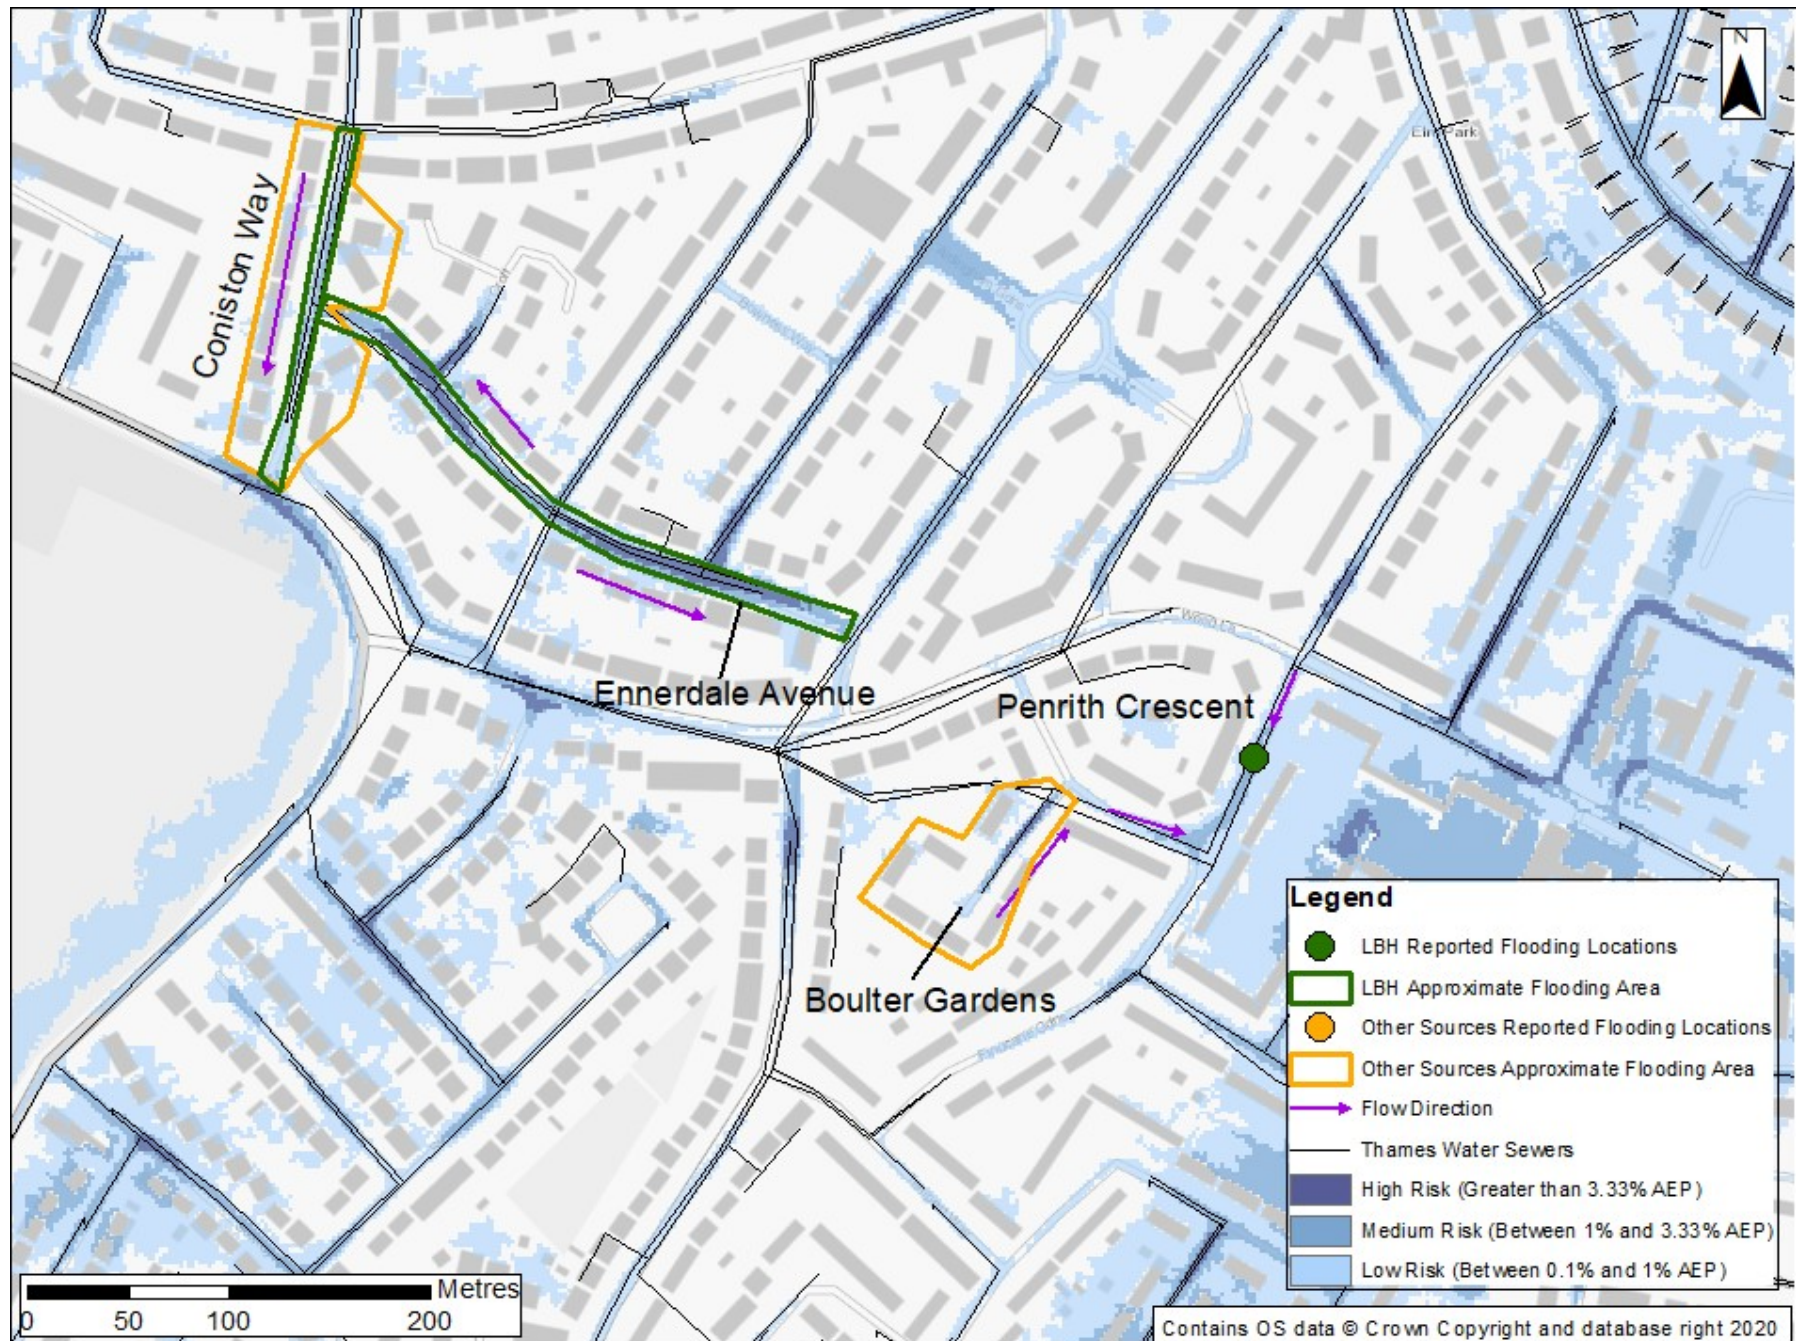 N
Elm Park
Coniston Way
Wood La
Ennerdale Avenue
Penrith Crescent
Boulter Gardens
Legend
LBH Reported Flooding Locations
LBH Approximate Flooding Area
Other Sources Reported Flooding Locations
Other Sources Approximate Flooding Area
Flow Direction
Thames Water Sewers
High Risk (Greater than 3.33% AEP)
Medium Risk (Between 1% and 3.33% AEP)
Low Risk (Between 0.1% and 1% AEP)
Metres
0 50 100 200
Contains OS data © Crown Copyright and database right 2020